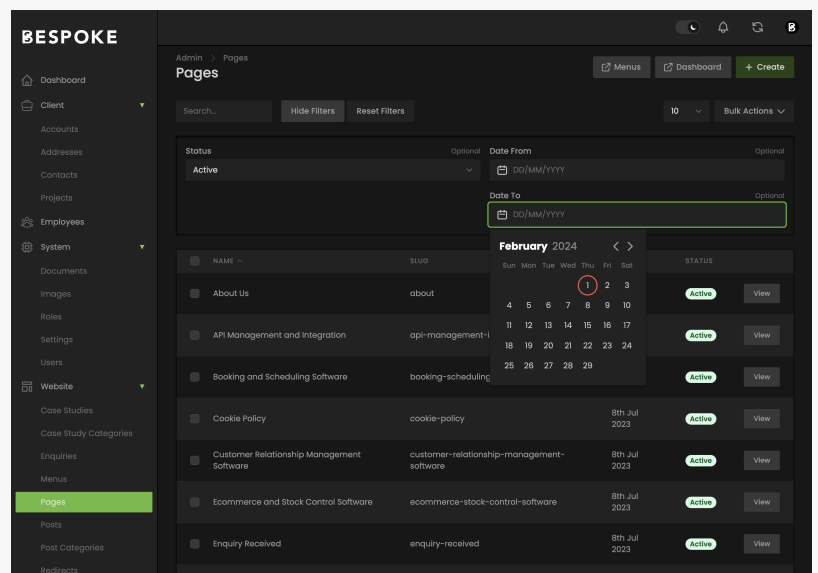 BESPOKE
Dashboard
Client
Accounts
Addresses
Contacts
Projects
Employees
System
Documents
Images
Roles
Settings
Users
Website
Case Studies
Case Study Categories
Enquiries
Menus
Pages
Posts
Post Categories
Redirects
B
Admin > Pages
Pages
Menus
Dashboard
+ Create
Search...
Hide Filters
Reset Filters
10
Bulk Actions
Status Optional
Active
Date From Optional
DD/MM/YYYY
Date To Optional
DD/MM/YYYY
February 2024
Sun Mon Tue Wed Thu Fri Sat
1 2 3
4 5 6 7 8 9 10
11 12 13 14 15 16 17
18 19 20 21 22 23 24
25 26 27 28 29
NAME SLUG STATUS
About Us about Active View
API Management and Integration api-management-i Active View
Booking and Scheduling Software booking-scheduling Active View
Cookie Policy cookie-policy 8th Jul
2023 Active View
Customer Relationship Management
Software customer-relationship-management-
software 8th Jul
2023 Active View
Ecommerce and Stock Control Software ecommerce-stock-control-software 8th Jul
2023 Active View
Enquiry Received enquiry-received 8th Jul
2023 Active View